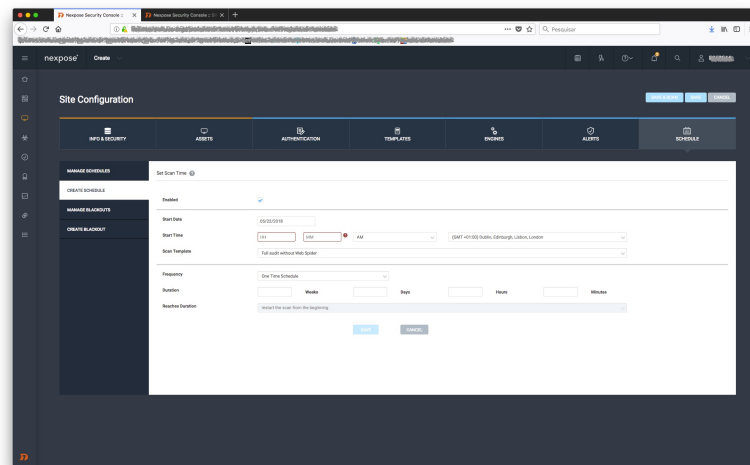 Nexpose Security Console ::
Nexpose Security Console :: S
Pesquisar
nexpose
Create
Site Configuration
SAVE & SCAN
SAVE
CANCEL
INFO & SECURITY
ASSETS
AUTHENTICATION
TEMPLATES
ENGINES
ALERTS
SCHEDULE
MANAGE SCHEDULES
CREATE SCHEDULE
MANAGE BLACKOUTS
CREATE BLACKOUT
Set Scan Time
Enabled
Start Date
05/22/2018
Start Time
HH
MM
AM
(GMT +01:00) Dublin, Edinburgh, Lisbon, London
Scan Template
Full audit without Web Spider
Frequency
One Time Schedule
Duration
Weeks
Days
Hours
Minutes
Reaches Duration
restart the scan from the beginning
SAVE
CANCEL